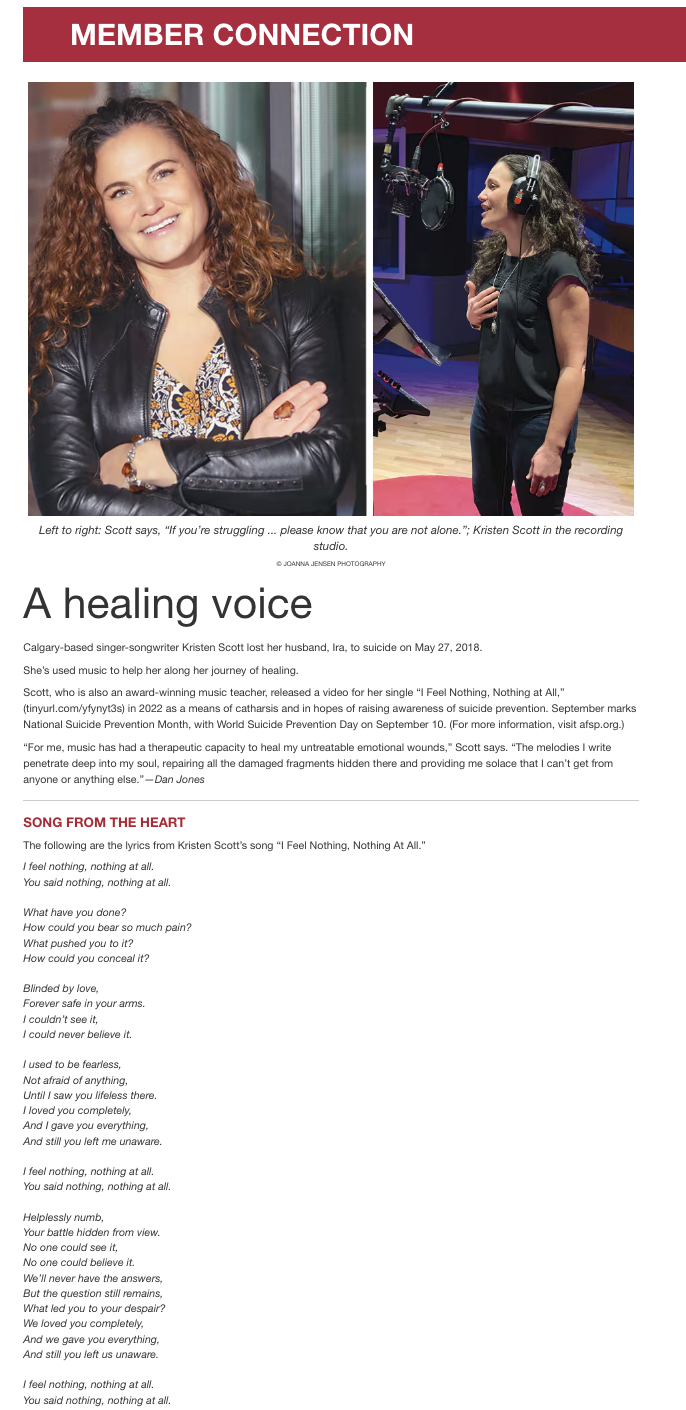 MEMBER CONNECTION
Left to right: Scott says, “If you’re struggling ... please know that you are not alone.”; Kristen Scott in the recording
studio.
© JOANNA JENSEN PHOTOGRAPHY
A healing voice
Calgary-based singer-songwriter Kristen Scott lost her husband, Ira, to suicide on May 27, 2018.
She’s used music to help her along her journey of healing.
Scott, who is also an award-winning music teacher, released a video for her single “I Feel Nothing, Nothing at All,”
(tinyurl.com/yfynyt3s) in 2022 as a means of catharsis and in hopes of raising awareness of suicide prevention. September marks
National Suicide Prevention Month, with World Suicide Prevention Day on September 10. (For more information, visit afsp.org.)
“For me, music has had a therapeutic capacity to heal my untreatable emotional wounds,” Scott says. “The melodies I write
penetrate deep into my soul, repairing all the damaged fragments hidden there and providing me solace that I can’t get from
anyone or anything else.”—Dan Jones
SONG FROM THE HEART
The following are the lyrics from Kristen Scott’s song “I Feel Nothing, Nothing At All.”
I feel nothing, nothing at all.
You said nothing, nothing at all.
What have you done?
How could you bear so much pain?
What pushed you to it?
How could you conceal it?
Blinded by love,
Forever safe in your arms.
I couldn’t see it,
I could never believe it.
I used to be fearless,
Not afraid of anything,
Until I saw you lifeless there.
I loved you completely,
And I gave you everything,
And still you left me unaware.
I feel nothing, nothing at all.
You said nothing, nothing at all.
Helplessly numb,
Your battle hidden from view.
No one could see it,
No one could believe it.
We’ll never have the answers,
But the question still remains,
What led you to your despair?
We loved you completely,
And we gave you everything,
And still you left us unaware.
I feel nothing, nothing at all.
You said nothing, nothing at all.